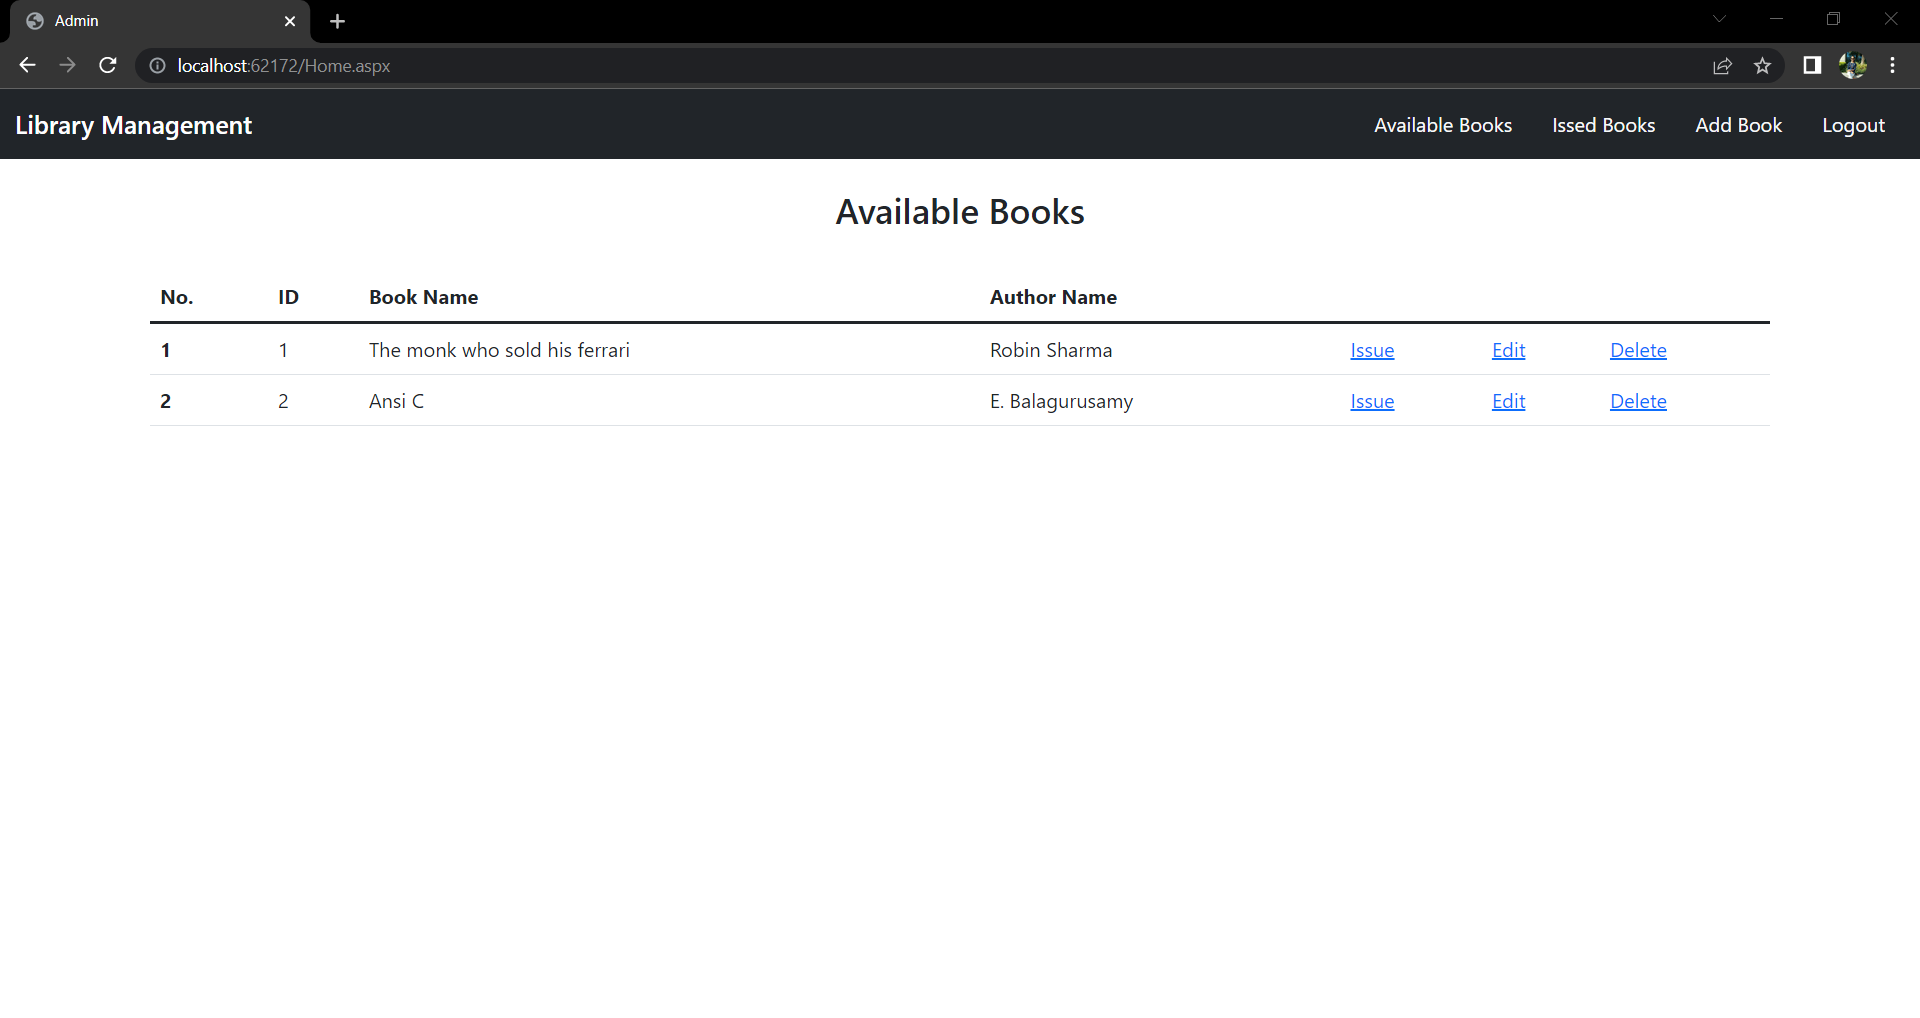 Admin
localhost:62172/Home.aspx
Library Management Available Books Issed Books Add Book Logout
Available Books
No. ID Book Name Author Name
1 1 The monk who sold his ferrari Robin Sharma Issue Edit Delete
2 2 Ansi C E. Balagurusamy Issue Edit Delete